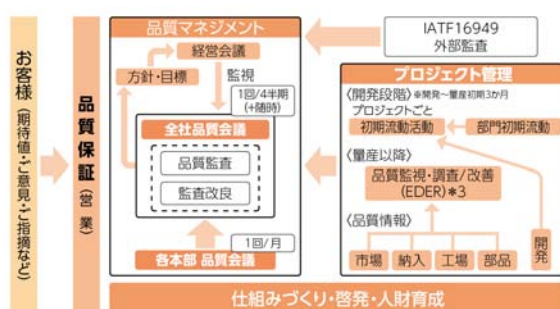 お客様（期待値・ご意見・ご指摘など）
品質保証（営業）
品質マネジメント
経営会議
方針・目標
監視
1回/4半期
(+随時)
全社品質会議
品質監査
監査改良
1回/月
各本部 品質会議
IATF16949
外部監査
プロジェクト管理
〈開発段階〉※開発～量産初期3か月
プロジェクトごと
初期流動活動
部門初期流動
〈量産以降〉
品質監視・調査/改善
(EDER)＊3
〈品質情報〉
市場
納入
工場
部品
開発
仕組みづくり・啓発・人財育成